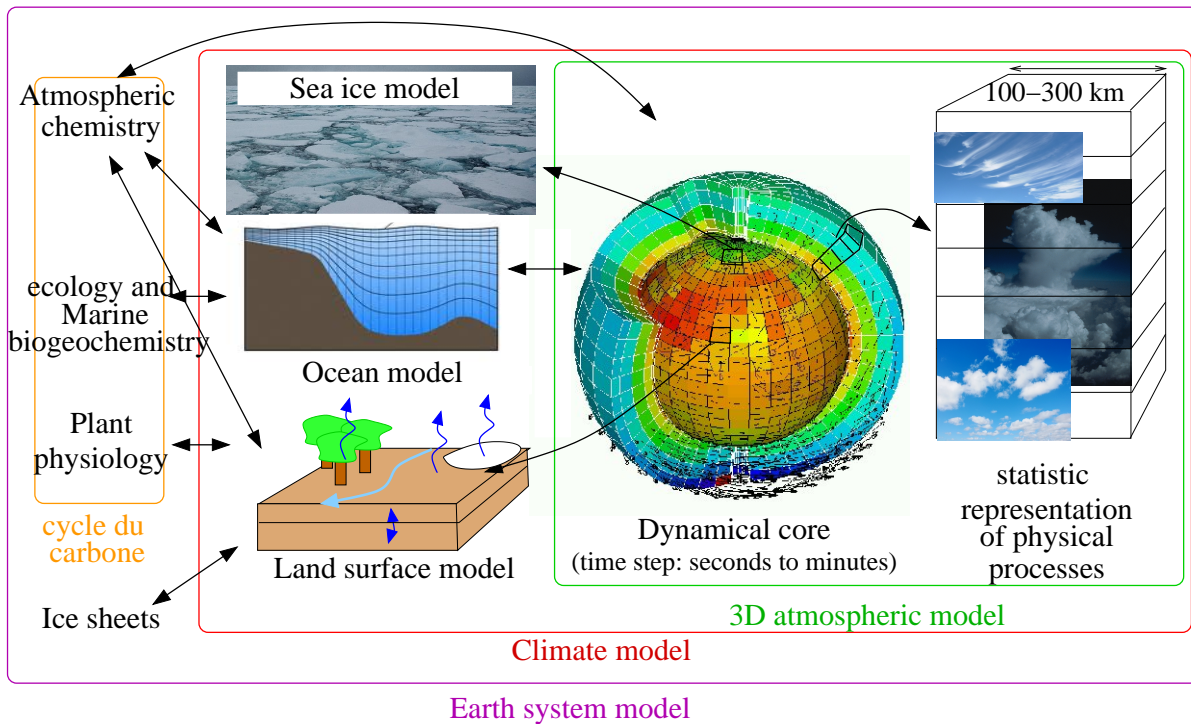 Atmospheric
chemistry
ecology and
Marine
biogeochemistry
Plant
physiology
cycle du
carbone
Ice sheets
Sea ice model
Ocean model
Land surface model
Dynamical core
(time step: seconds to minutes)
100−300 km
statistic
representation
of physical
processes
3D atmospheric model
Climate model
Earth system model